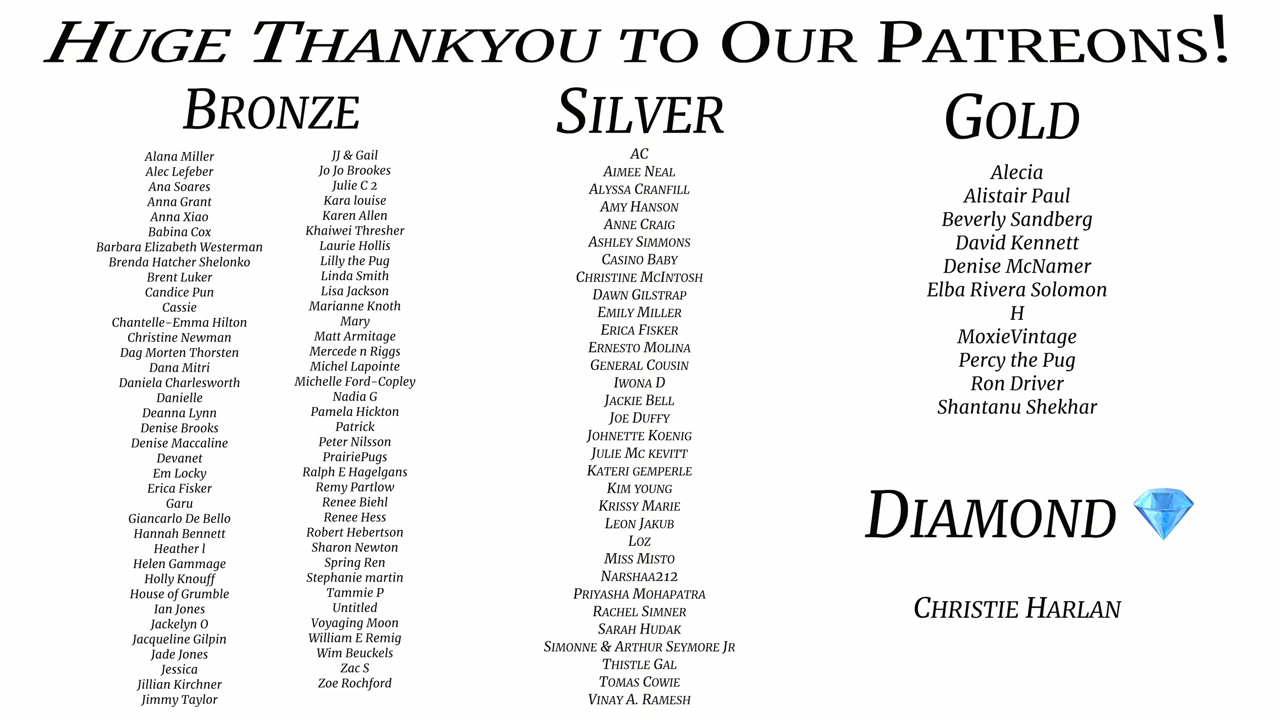 HUGE THANKYOU TO OUR PATREONS!
BRONZE
Alana Miller
Alec Lefeber
Ana Soares
Anna Grant
Anna Xiao
Babina Cox
Barbara Elizabeth Westerman
Brenda Hatcher Shelonko
Brent Luker
Candice Pun
Cassie
Chantelle-Emma Hilton
Christine Newman
Dag Morten Thorsten
Dana Mitri
Daniela Charlesworth
Danielle
Deanna Lynn
Denise Brooks
Denise Maccaline
Devanet
Em Locky
Erica Fisker
Garu
Giancarlo De Bello
Hannah Bennett
Heather l
Helen Gammage
Holly Knouff
House of Grumble
Ian Jones
Jackelyn O
Jacqueline Gilpin
Jade Jones
Jessica
Jillian Kirchner
Jimmy Taylor
JJ & Gail
Jo Jo Brookes
Julie C 2
Kara louise
Karen Allen
Khaiwei Thresher
Laurie Hollis
Lilly the Pug
Linda Smith
Lisa Jackson
Marianne Knoth
Mary
Matt Armitage
Mercede n Riggs
Michel Lapointe
Michelle Ford-Copley
Nadia G
Pamela Hickton
Patrick
Peter Nilsson
PrairiePugs
Ralph E Hagelgans
Remy Partlow
Renee Biehl
Renee Hess
Robert Hebertson
Sharon Newton
Spring Ren
Stephanie martin
Tammie P
Untitled
Voyaging Moon
William E Remig
Wim Beuckels
Zac S
Zoe Rochford
SILVER
AC
AIMEE NEAL
ALYSSA CRANFILL
AMY HANSON
ANNE CRAIG
ASHLEY SIMMONS
CASINO BABY
CHRISTINE MCINTOSH
DAWN GILSTRAP
EMILY MILLER
ERICA FISKER
ERNESTO MOLINA
GENERAL COUSIN
IWONA D
JACKIE BELL
JOE DUFFY
JOHNETTE KOENIG
JULIE MC KEVITT
KATERI GEMPERLE
KIM YOUNG
KRISSY MARIE
LEON JAKUB
LOZ
MISS MISTO
NARSHAA212
PRIYASHA MOHAPATRA
RACHEL SIMNER
SARAH HUDAK
SIMONNE & ARTHUR SEYMORE JR
THISTLE GAL
TOMAS COWIE
VINAY A. RAMESH
GOLD
Alecia
Alistair Paul
Beverly Sandberg
David Kennett
Denise McNamer
Elba Rivera Solomon
H
MoxieVintage
Percy the Pug
Ron Driver
Shantanu Shekhar
DIAMOND
CHRISTIE HARLAN